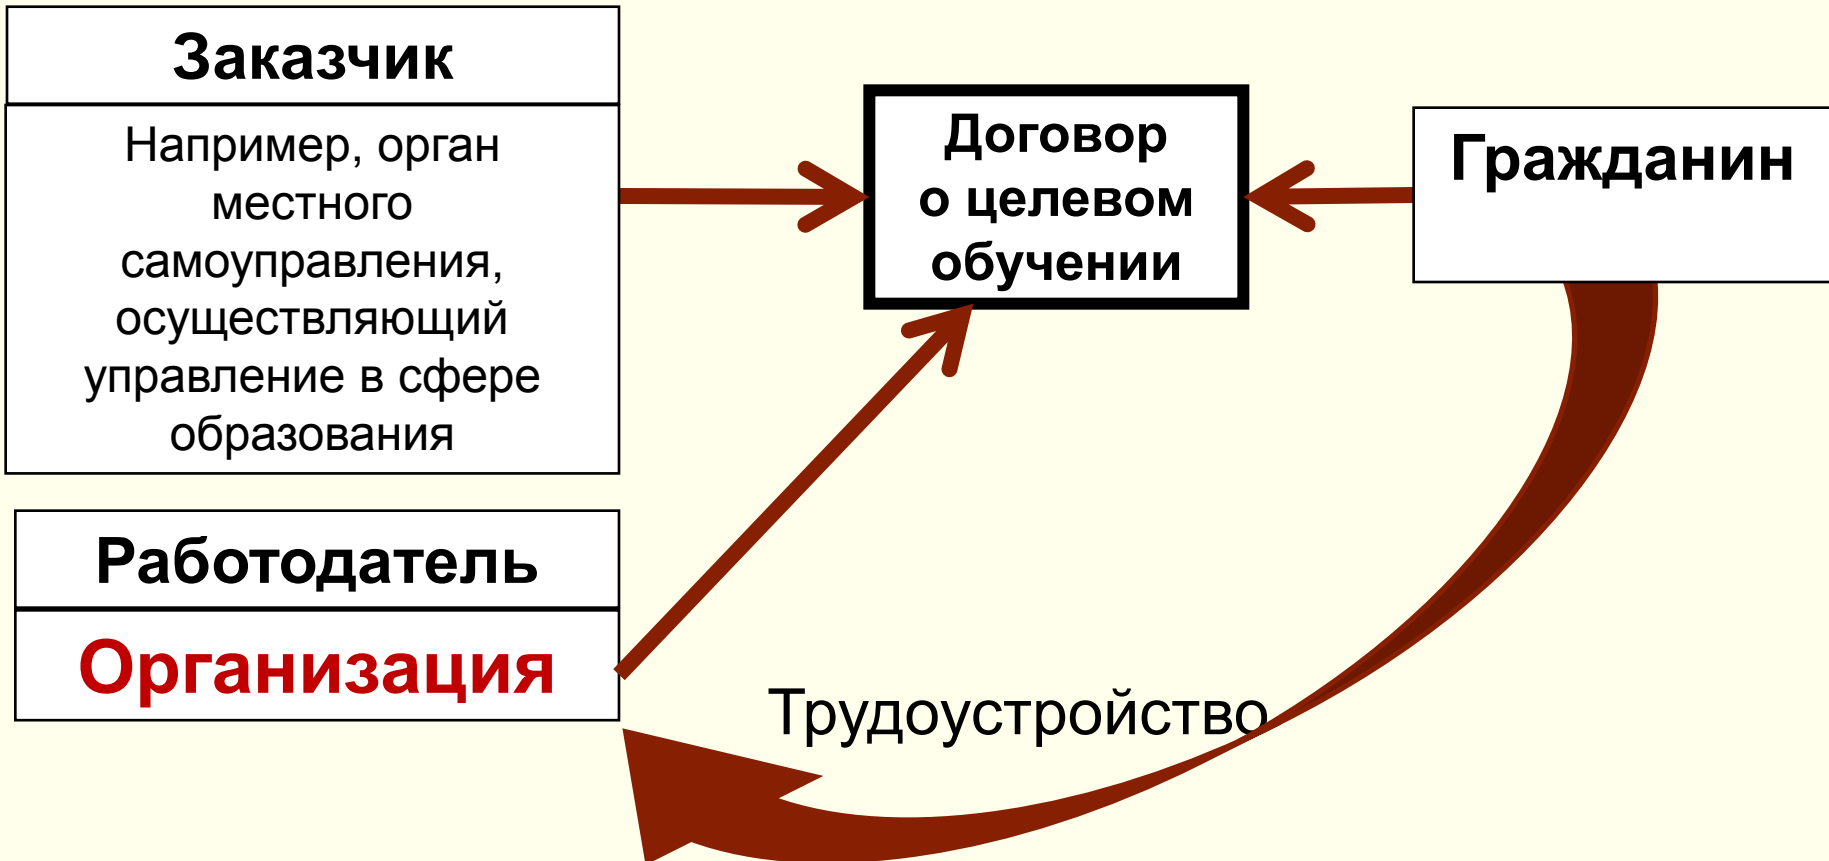 Заказчик
Например, орган
местного
самоуправления,
осуществляющий
управление в сфере
образования
Договор
о целевом
обучении
Гражданин
Работодатель
Организация
Трудоустройство